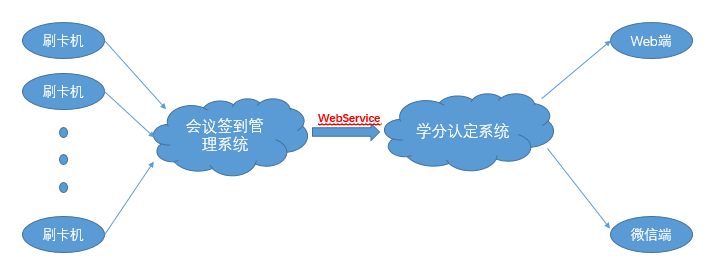 刷卡机
刷卡机
刷卡机
会议签到管
理系统
WebService
学分认定系统
Web端
微信端